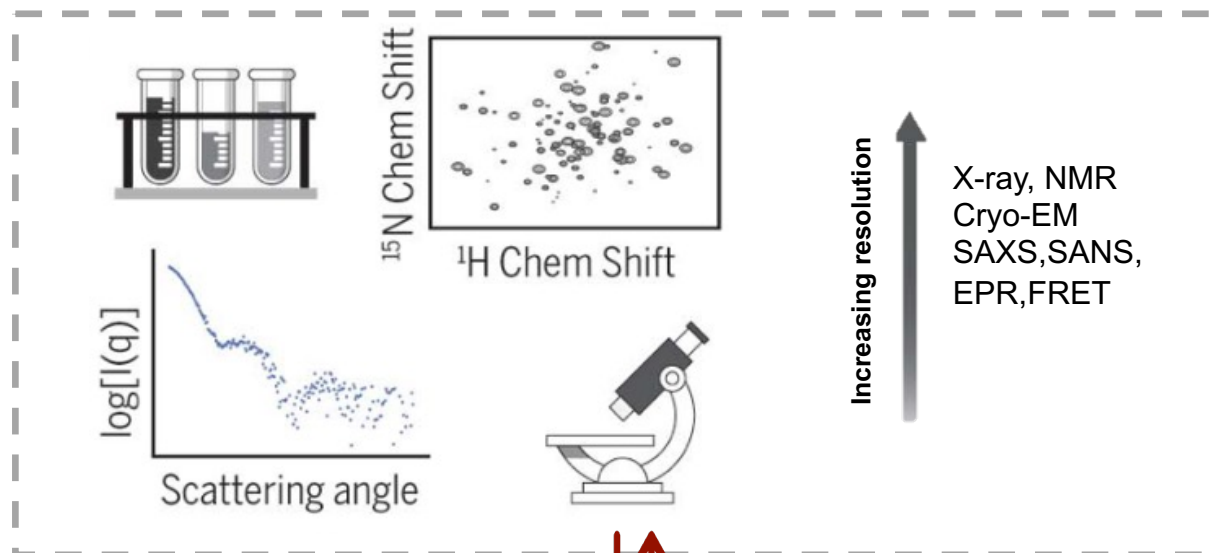 ¹⁵N Chem Shift
¹H Chem Shift
log[I(q)]
Scattering angle
Increasing resolution
X-ray, NMR
Cryo-EM
SAXS,SANS,
EPR,FRET